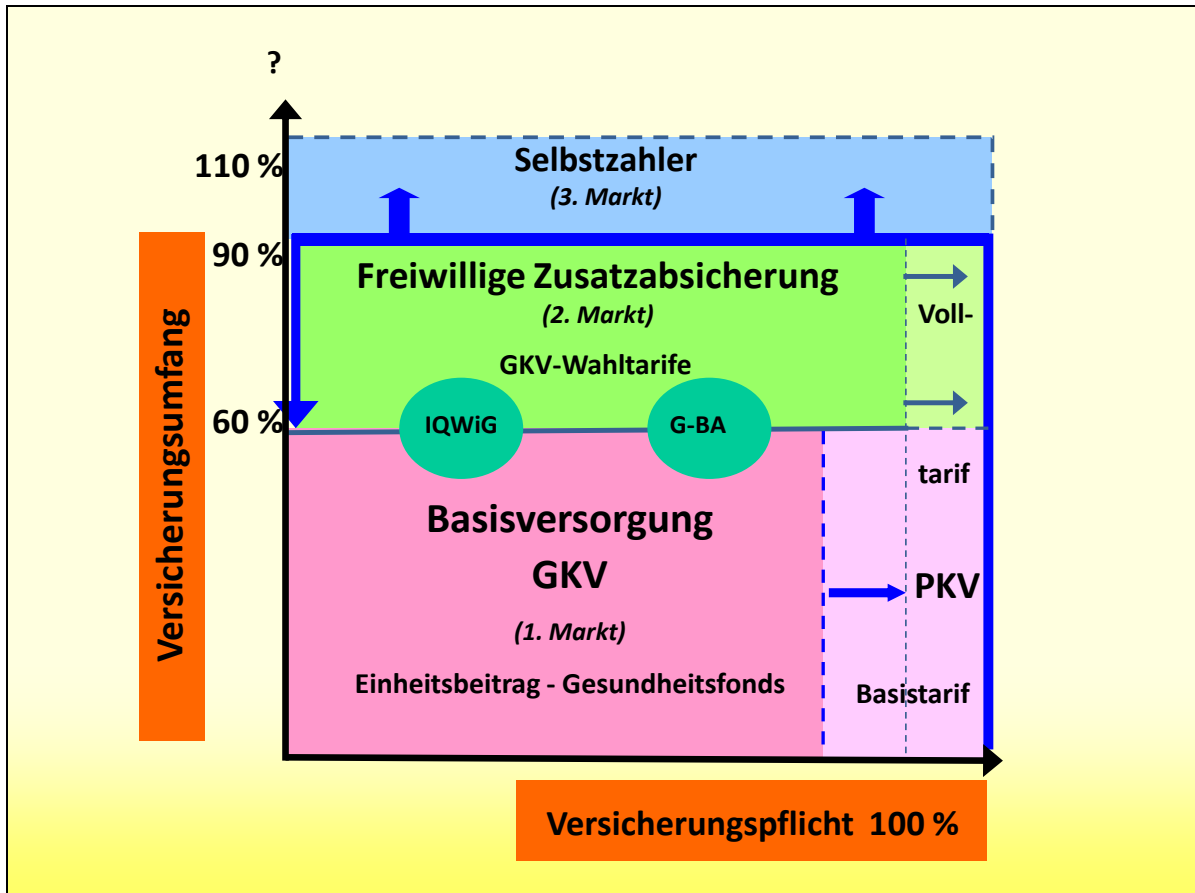 ?
110 %
Selbstzahler
(3. Markt)
90 %
Freiwillige Zusatzabsicherung
(2. Markt)
Voll-
GKV-Wahltarife
60 %
IQWiG
G-BA
tarif
Basisversorgung
GKV
PKV
(1. Markt)
Einheitsbeitrag - Gesundheitsfonds
Basistarif
Versicherungsumfang
Versicherungspflicht 100 %